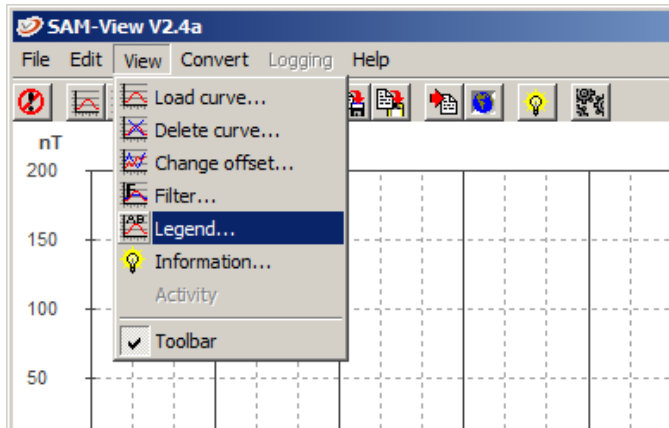 SAM-View V2.4a
File Edit View Convert Logging Help
Load curve...
Delete curve...
Change offset...
Filter...
Legend...
Information...
Activity
Toolbar
nT
200
150
100
50